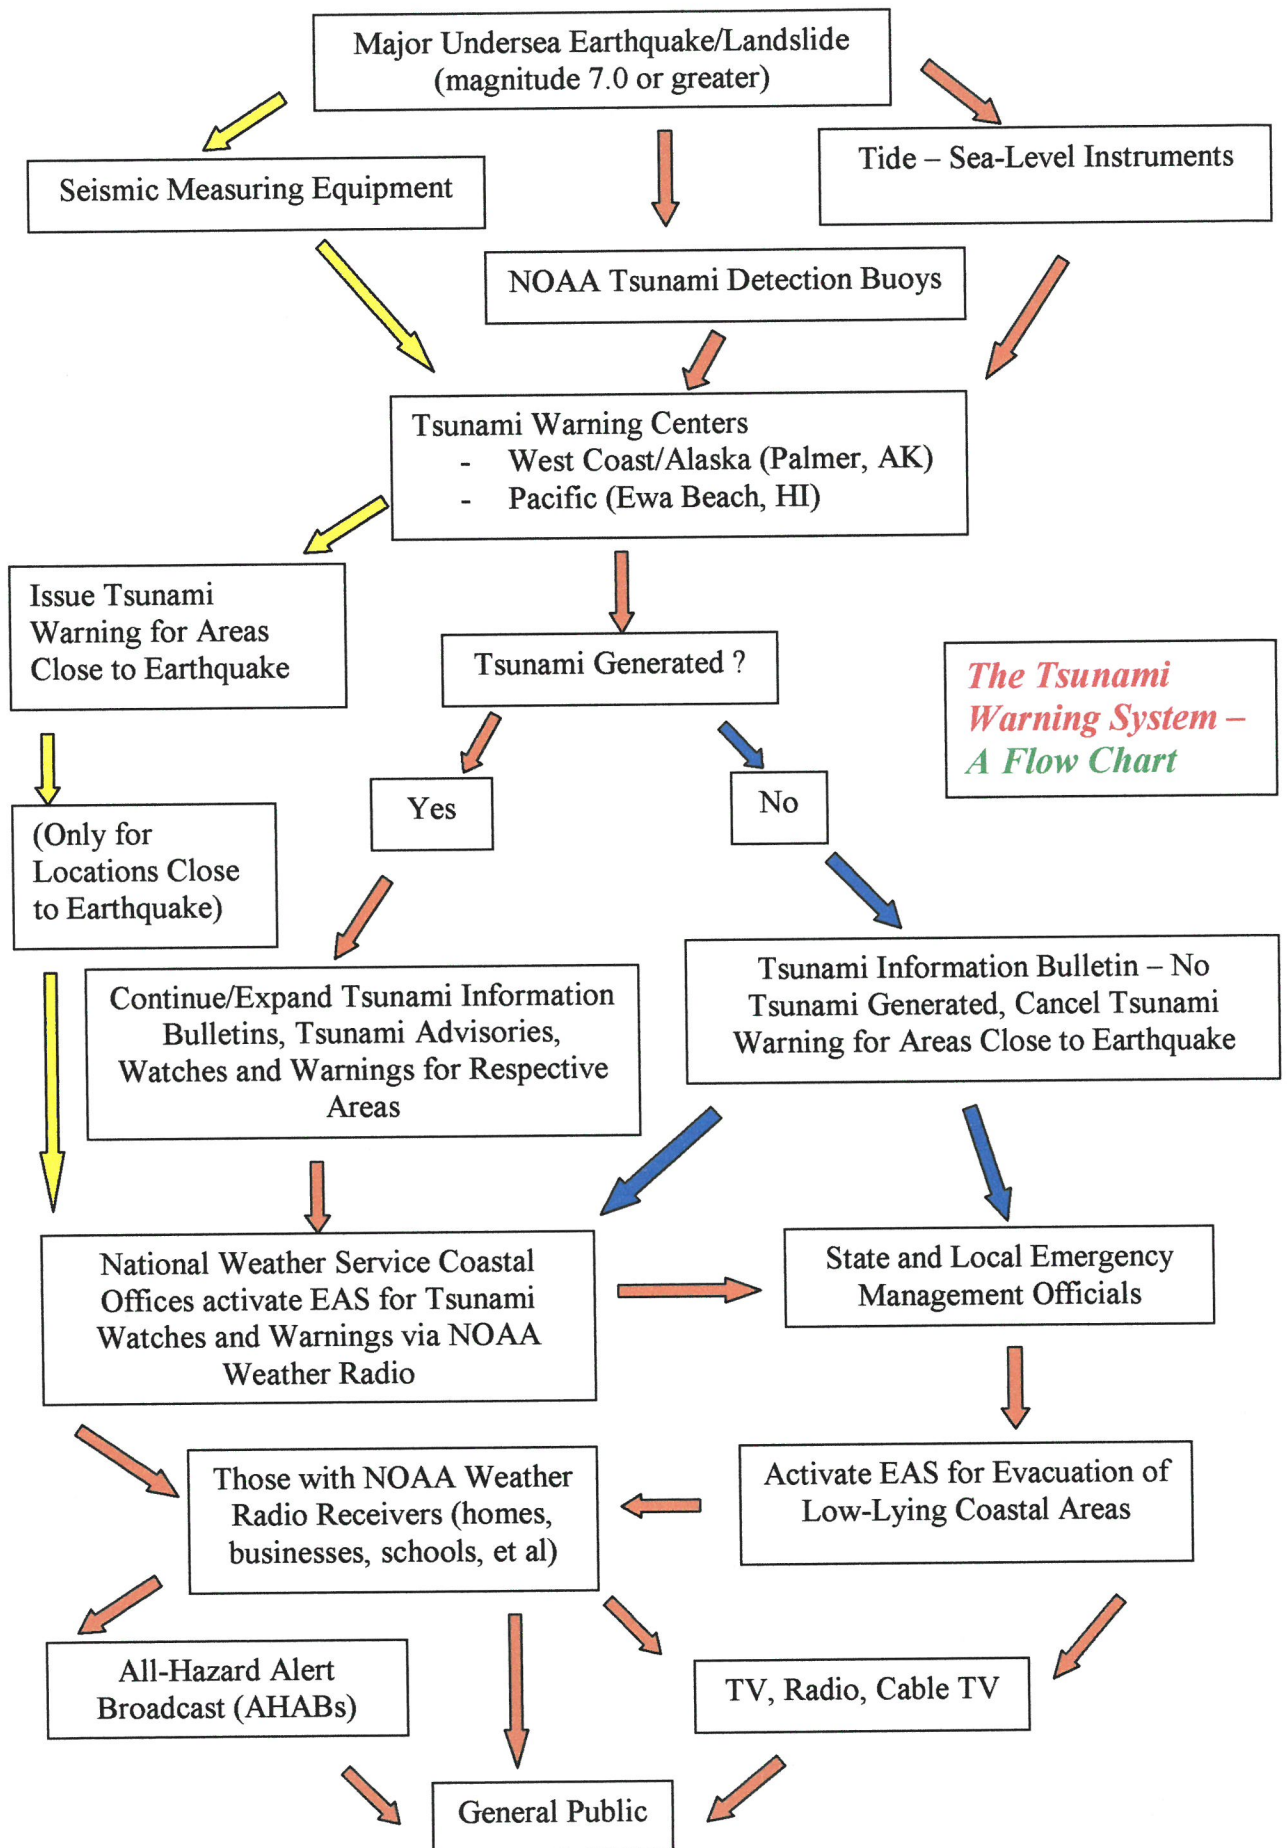 Major Undersea Earthquake/Landslide
(magnitude 7.0 or greater)
Seismic Measuring Equipment
Tide – Sea-Level Instruments
NOAA Tsunami Detection Buoys
Tsunami Warning Centers
- West Coast/Alaska (Palmer, AK)
- Pacific (Ewa Beach, HI)
Issue Tsunami
Warning for Areas
Close to Earthquake
Tsunami Generated ?
The Tsunami
Warning System –
A Flow Chart
Yes
No
(Only for
Locations Close
to Earthquake)
Continue/Expand Tsunami Information
Bulletins, Tsunami Advisories,
Watches and Warnings for Respective
Areas
Tsunami Information Bulletin – No
Tsunami Generated, Cancel Tsunami
Warning for Areas Close to Earthquake
National Weather Service Coastal
Offices activate EAS for Tsunami
Watches and Warnings via NOAA
Weather Radio
State and Local Emergency
Management Officials
Those with NOAA Weather
Radio Receivers (homes,
businesses, schools, et al)
Activate EAS for Evacuation of
Low-Lying Coastal Areas
All-Hazard Alert
Broadcast (AHABs)
TV, Radio, Cable TV
General Public